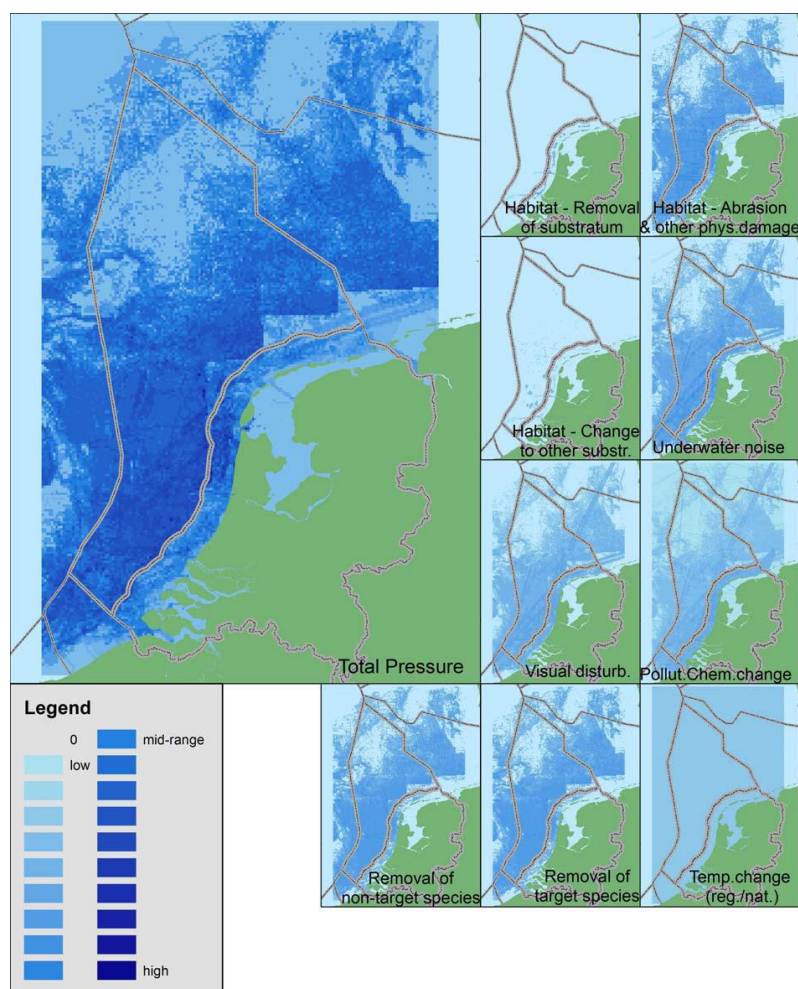 Habitat - Removal
of substratum
Habitat - Abrasion
& other phys.damage
Habitat - Change
to other substr.
Underwater noise
Total Pressure
Visual disturb.
Pollut.Chem.change
Legend
0
low
mid-range
high
Removal of
non-target species
Removal of
target species
Temp.change
(reg./nat.)